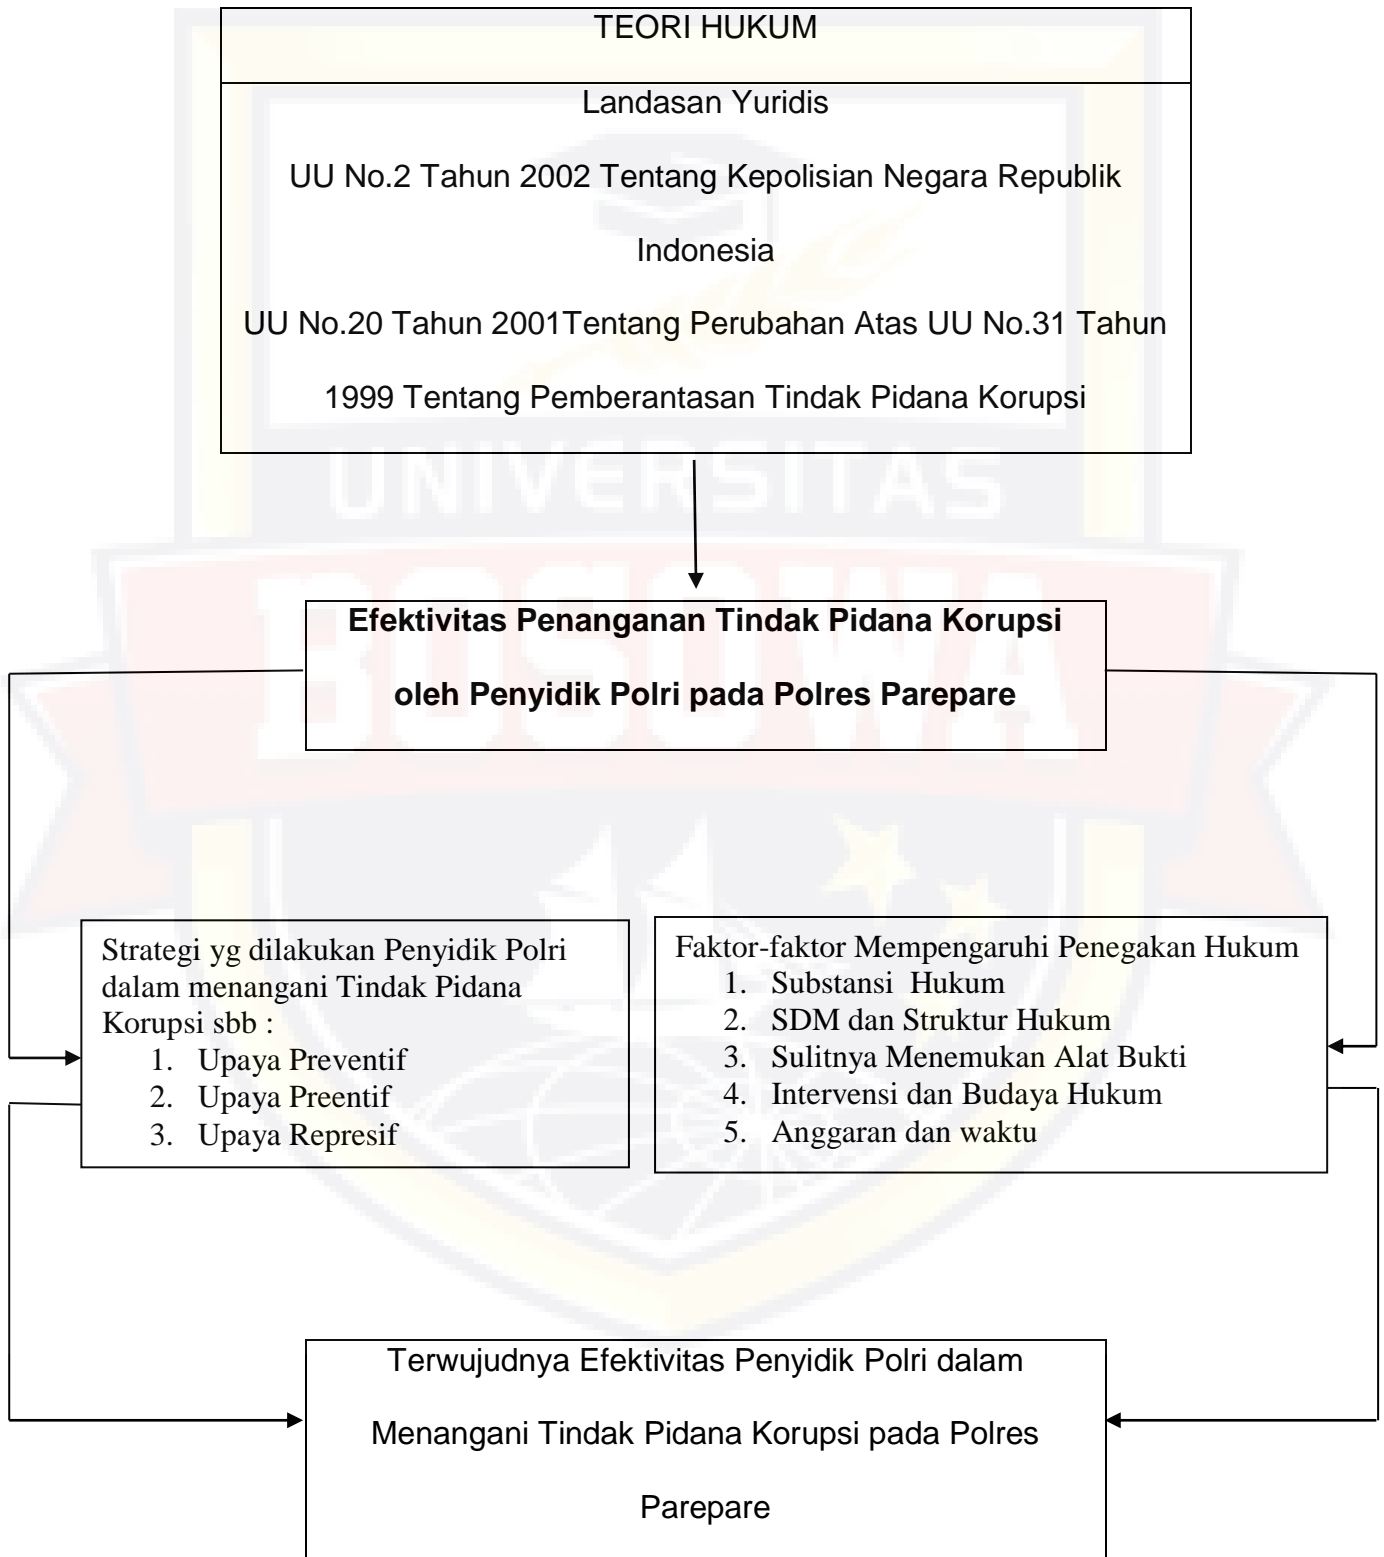 TEORI HUKUM
Landasan Yuridis
UU No.2 Tahun 2002 Tentang Kepolisian Negara Republik
Indonesia
UU No.20 Tahun 2001Tentang Perubahan Atas UU No.31 Tahun
1999 Tentang Pemberantasan Tindak Pidana Korupsi
UNIVERSITAS
BOSOWA
Efektivitas Penanganan Tindak Pidana Korupsi
oleh Penyidik Polri pada Polres Parepare
Strategi yg dilakukan Penyidik Polri
dalam menangani Tindak Pidana
Korupsi sbb :
1. Upaya Preventif
2. Upaya Preentif
3. Upaya Represif
Faktor-faktor Mempengaruhi Penegakan Hukum
1. Substansi Hukum
2. SDM dan Struktur Hukum
3. Sulitnya Menemukan Alat Bukti
4. Intervensi dan Budaya Hukum
5. Anggaran dan waktu
Terwujudnya Efektivitas Penyidik Polri dalam
Menangani Tindak Pidana Korupsi pada Polres
Parepare